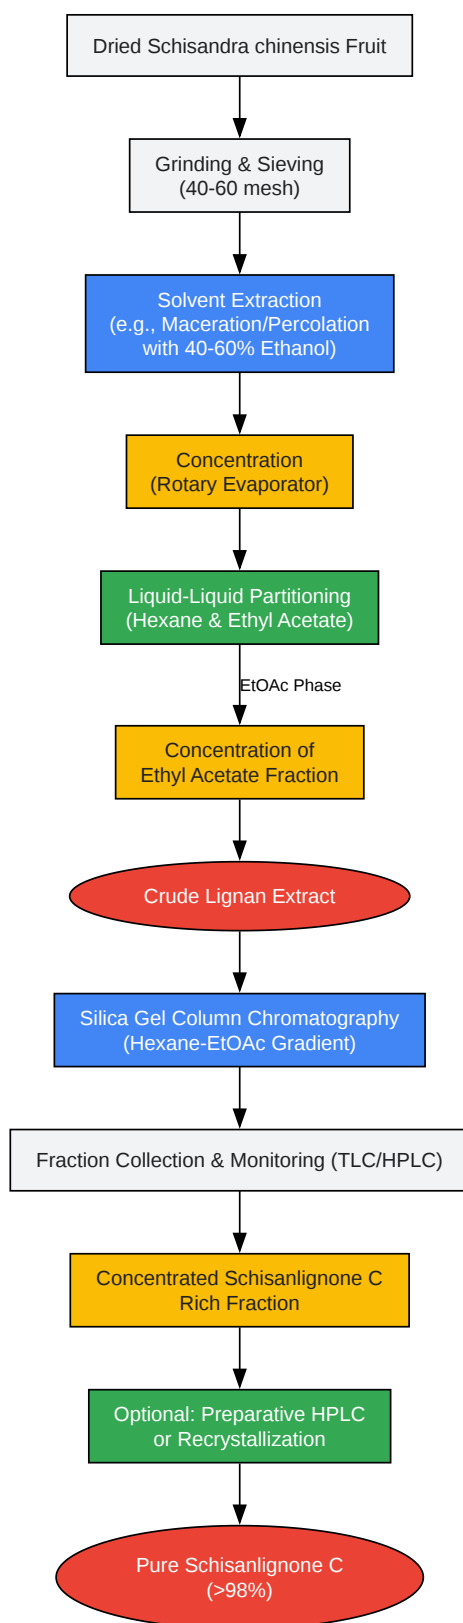 Dried Schisandra chinensis Fruit
Grinding & Sieving
(40-60 mesh)
Solvent Extraction
(e.g., Maceration/Percolation
with 40-60% Ethanol)
Concentration
(Rotary Evaporator)
Liquid-Liquid Partitioning
(Hexane & Ethyl Acetate)
EtOAc Phase
Concentration of
Ethyl Acetate Fraction
Crude Lignan Extract
Silica Gel Column Chromatography
(Hexane-EtOAc Gradient)
Fraction Collection & Monitoring (TLC/HPLC)
Concentrated Schisanlignone C
Rich Fraction
Optional: Preparative HPLC
or Recrystallization
Pure Schisanlignone C
(>98%)